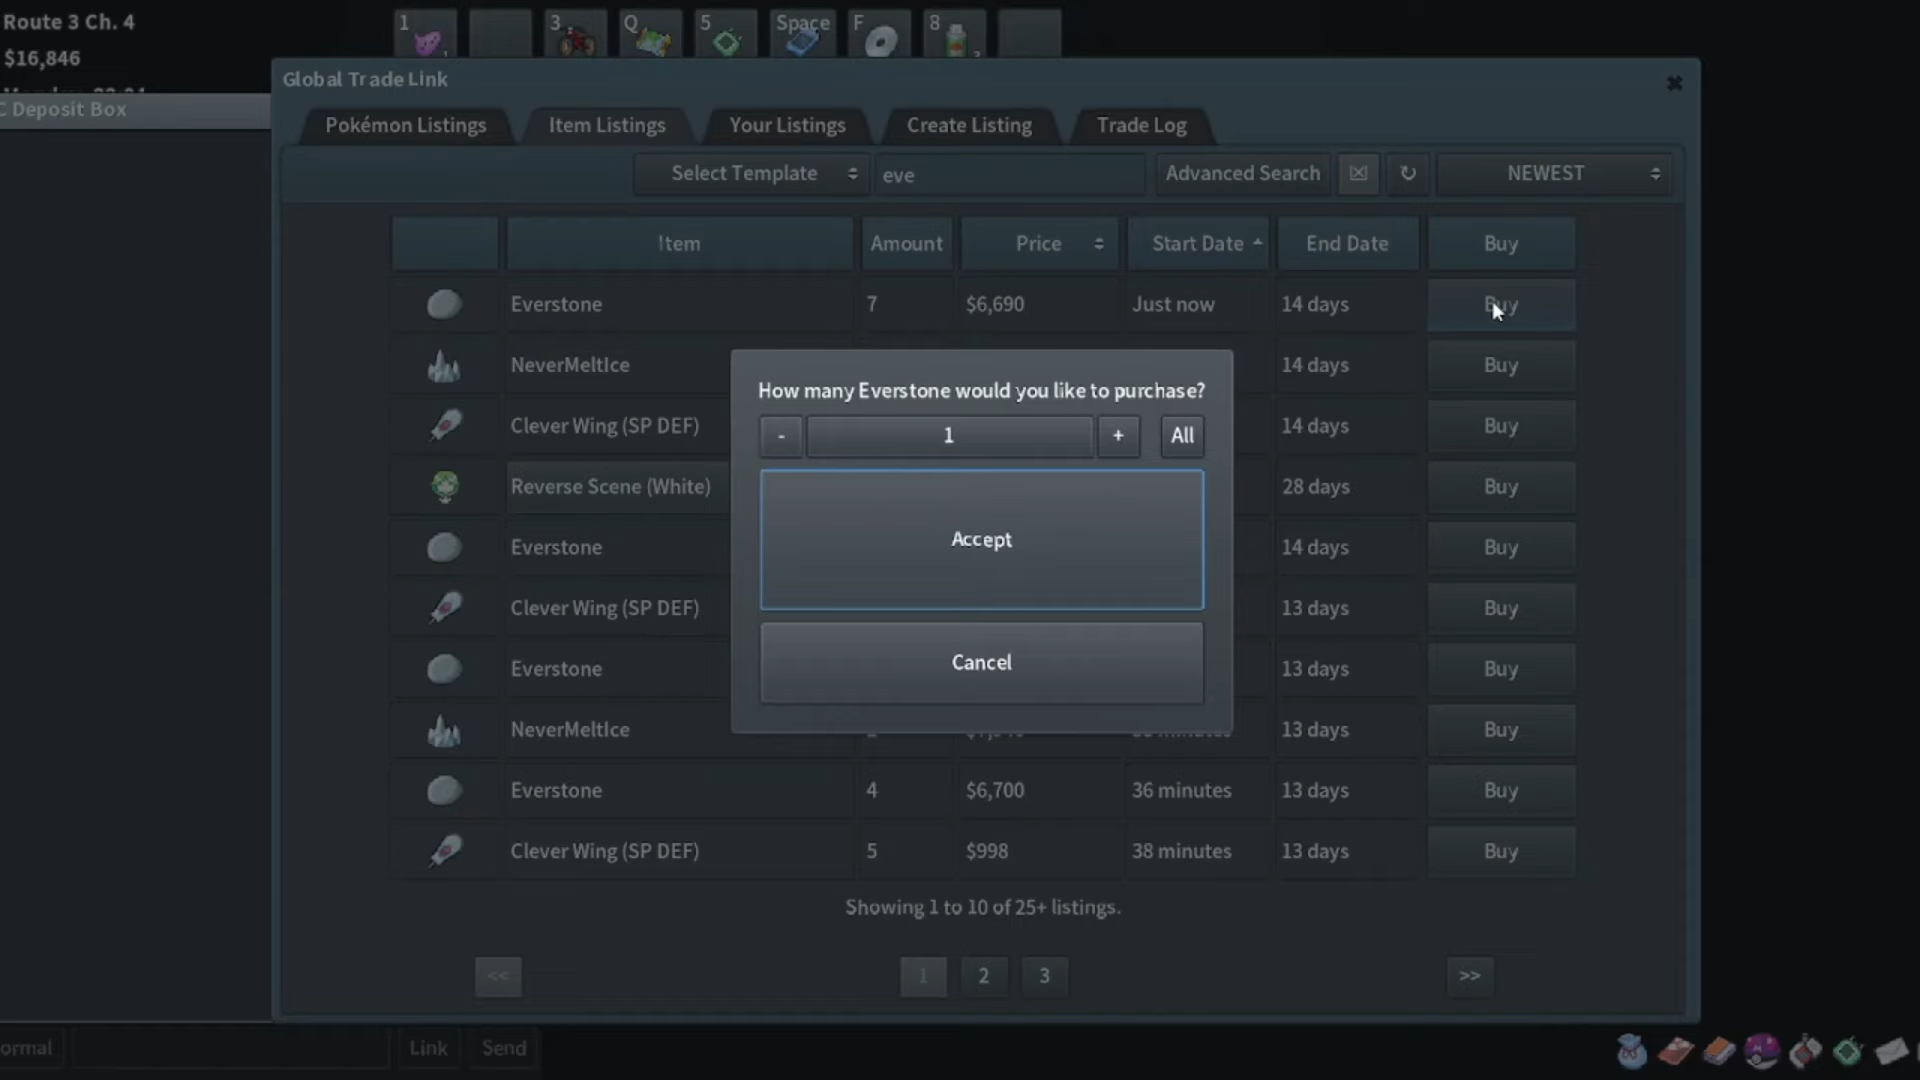 Route 3 Ch. 4
$16,846
1 3 Q 5 Space F 8
C Deposit Box
Global Trade Link
Pokémon Listings Item Listings Your Listings Create Listing Trade Log
Select Template eve Advanced Search NEWEST
Item Amount Price Start Date End Date Buy
Everstone 7 $6,690 Just now 14 days Buy
NeverMeltIce 14 days Buy
Clever Wing (SP DEF) 14 days Buy
Reverse Scene (White) 28 days Buy
Everstone 14 days Buy
Clever Wing (SP DEF) 13 days Buy
Everstone 13 days Buy
NeverMeltIce 13 days Buy
Everstone 4 $6,700 36 minutes 13 days Buy
Clever Wing (SP DEF) 5 $998 38 minutes 13 days Buy
How many Everstone would you like to purchase?
- 1 + All
Accept
Cancel
Showing 1 to 10 of 25+ listings.
<< 1 2 3 >>
ormal Link Send